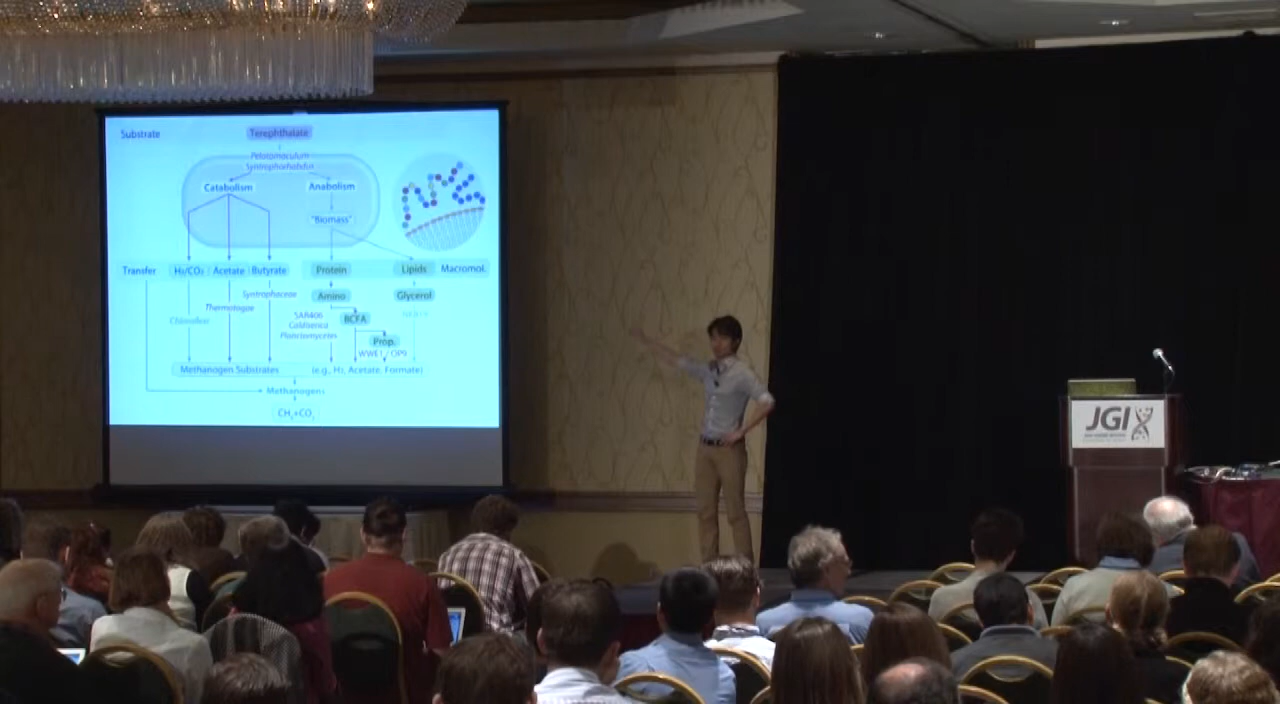 Substrate
Terephthalate
Pelotomaculum
Syntrophorhabdus
Catabolism
Anabolism
"Biomass"
Transfer
H₂/CO₂
Acetate
Butyrate
Protein
Lipids
Macromol.
Syntrophaceae
Amino
Glycerol
Thermotogae
SAR406
Caldiserica
Planctomycetes
BCFA
Chloroflexi
Prop.
WWE1 / OP9
Methanogen Substrates
(e.g., H₂, Acetate, Formate)
Methanogens
CH₄+CO₂
JGI